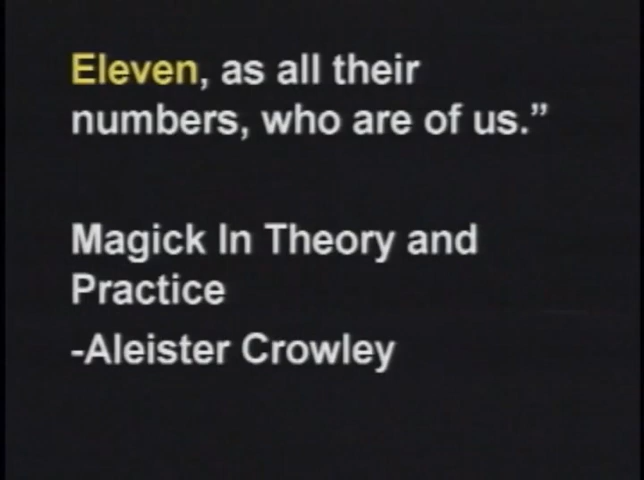 Eleven, as all their
numbers, who are of us.”
Magick In Theory and
Practice
-Aleister Crowley